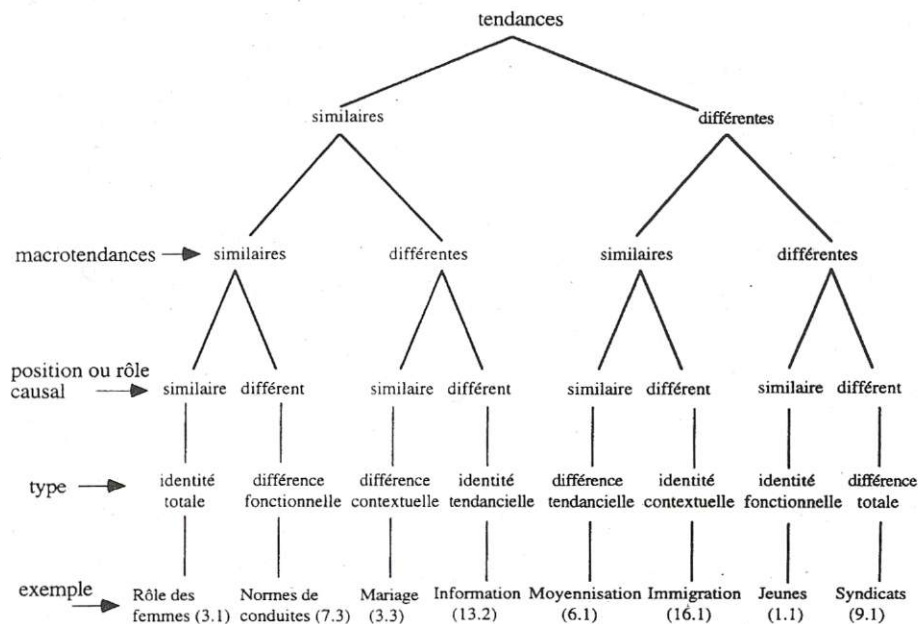 tendances
similaires différentes
macrotendances similaires différentes similaires différentes
position ou rôle
causal similaire différent similaire différent similaire différent similaire différent
identité différence différence identité différence identité identité différence
type totale fonctionnelle contextuelle tendancielle tendancielle contextuelle fonctionnelle totale
exemple Rôle des Normes de Mariage Information Moyennisation Immigration Jeunes Syndicats
femmes (3.1) conduites (7.3) (3.3) (13.2) (6.1) (16.1) (1.1) (9.1)